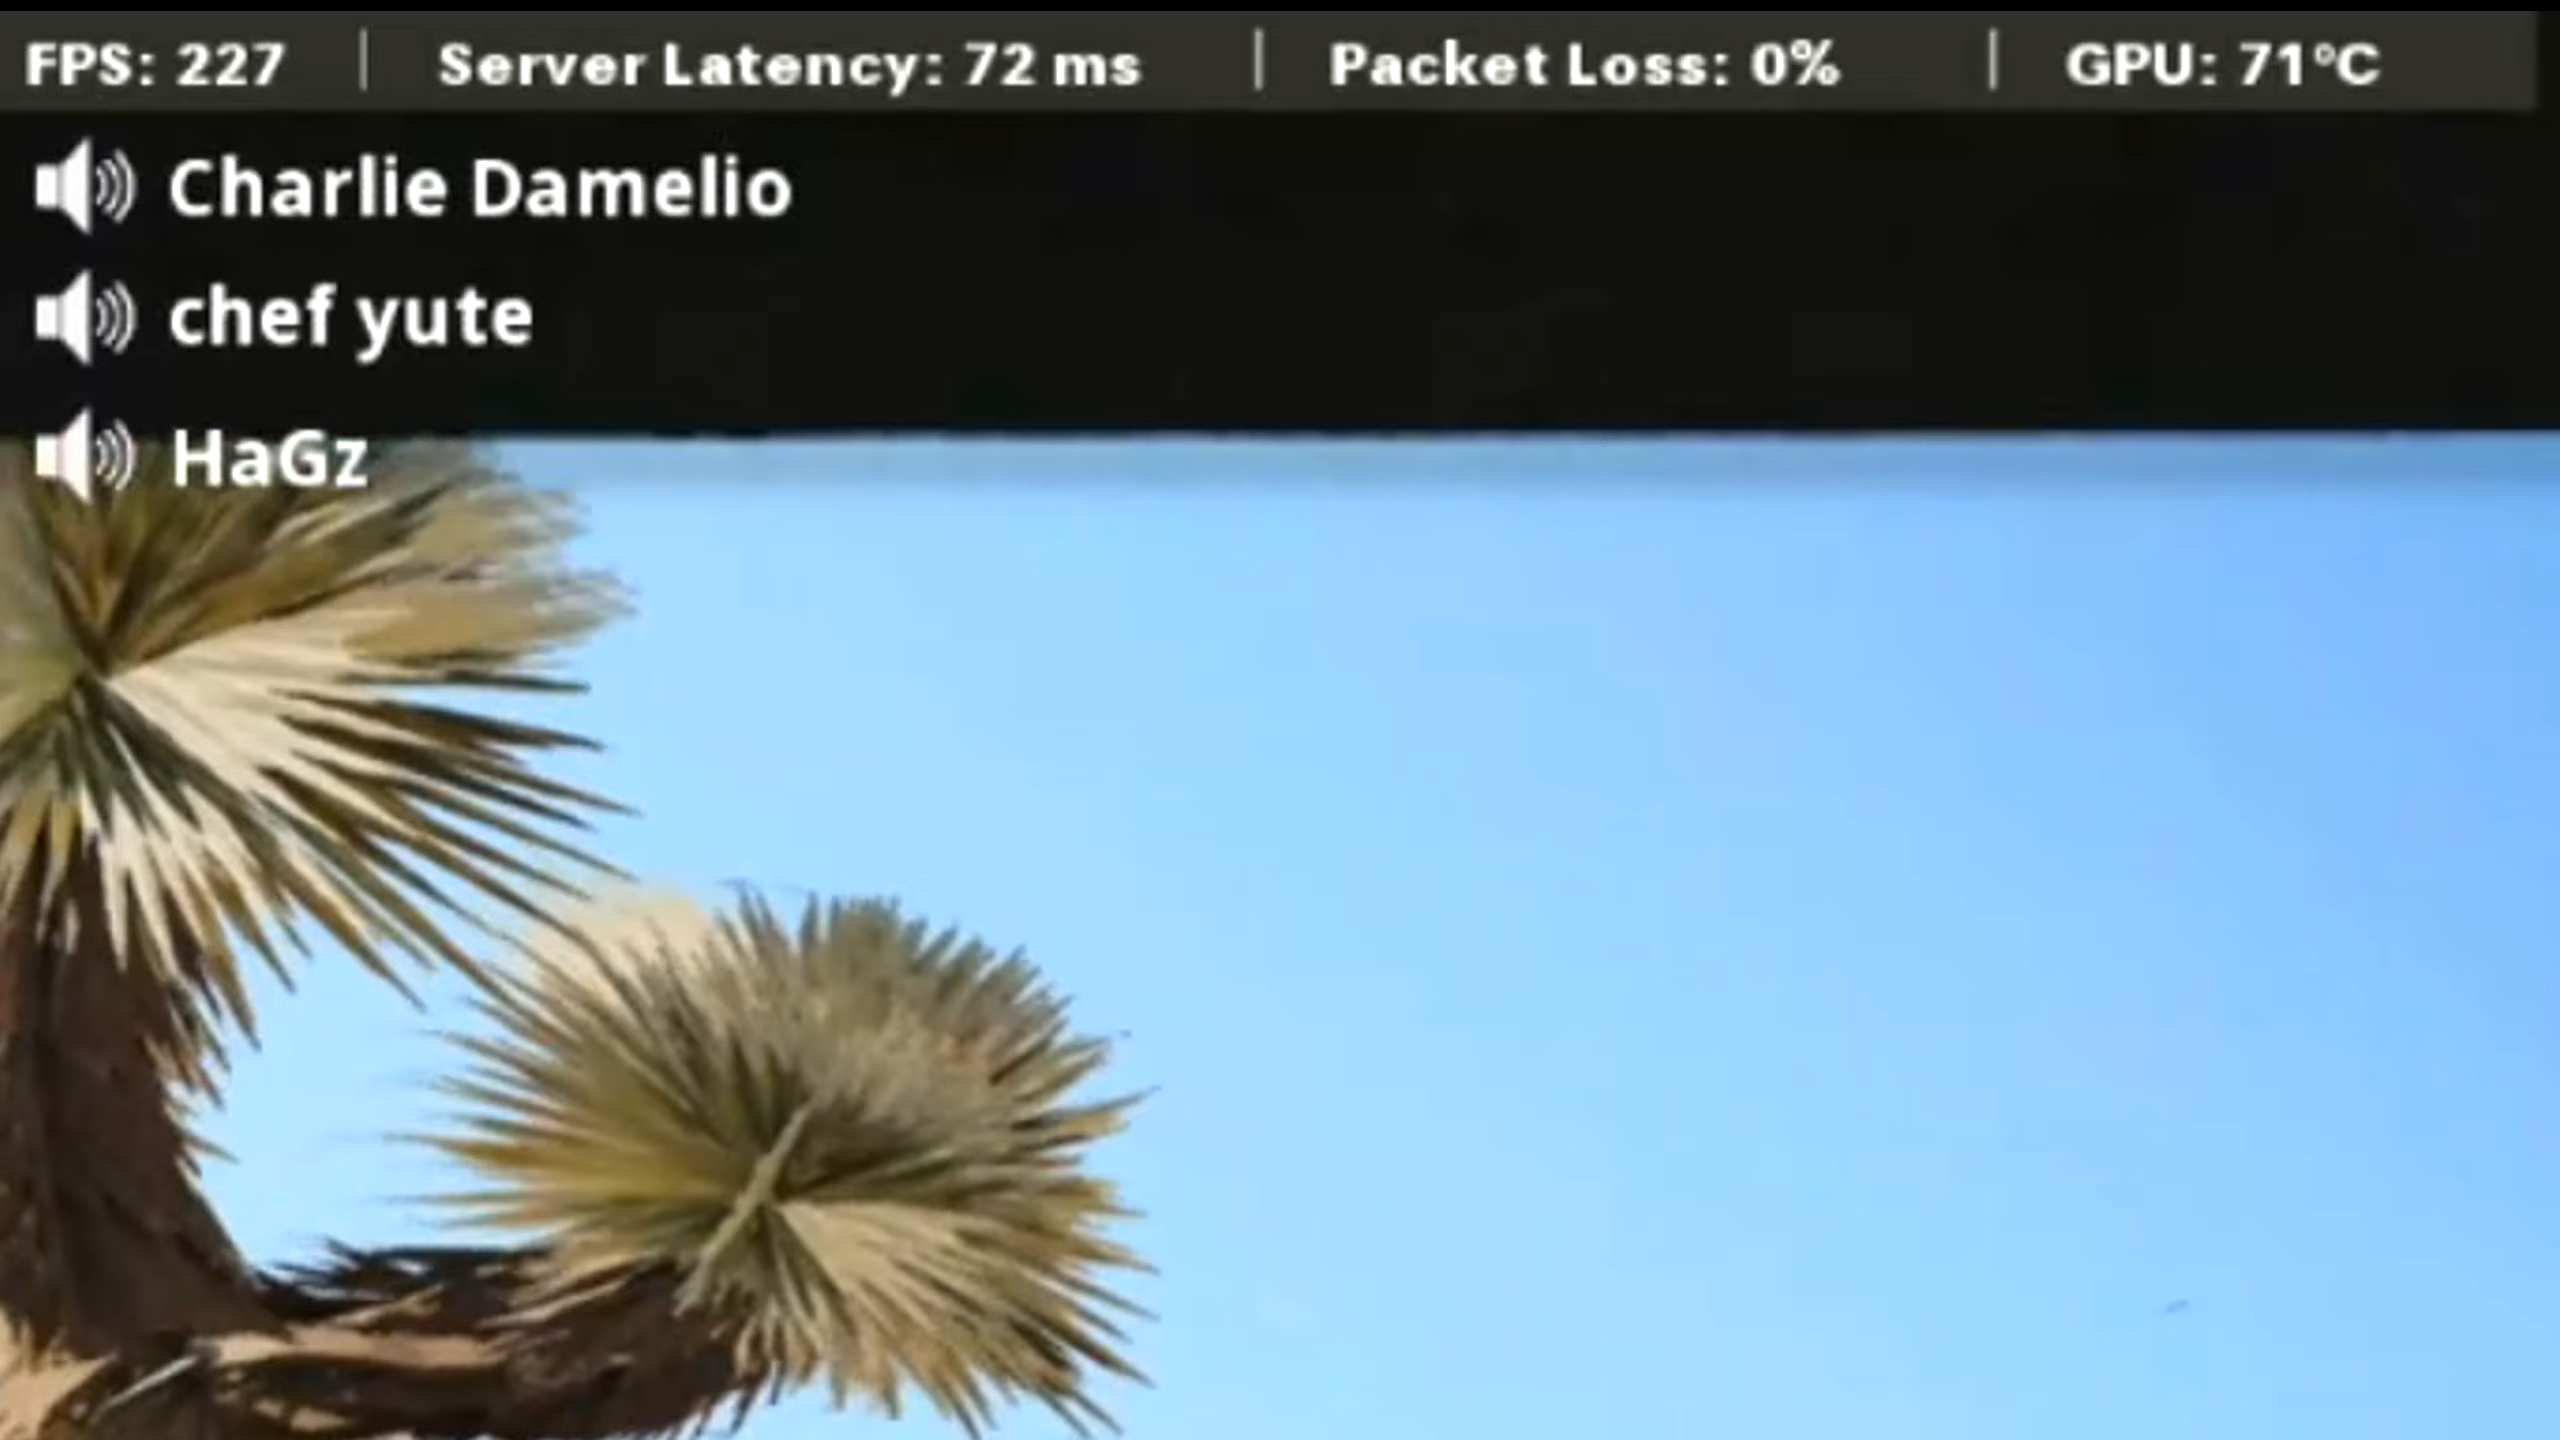 FPS: 227 | Server Latency: 72 ms | Packet Loss: 0% | GPU: 71°C
Charlie Damelio
chef yute
HaGz